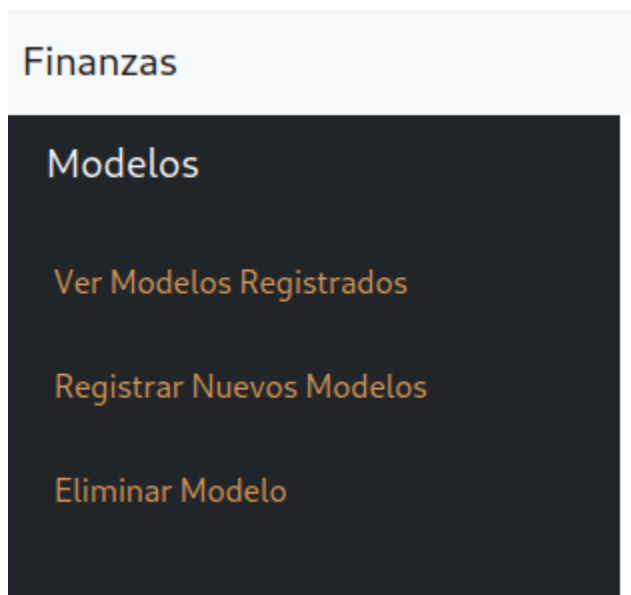 Finanzas
Modelos
Ver Modelos Registrados
Registrar Nuevos Modelos
Eliminar Modelo